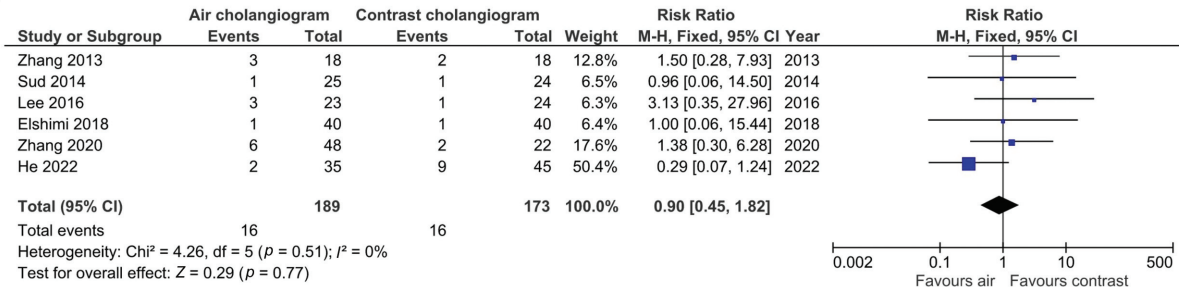 Air cholangiogram Contrast cholangiogram Risk Ratio Risk Ratio
Study or Subgroup Events Total Events Total Weight M-H, Fixed, 95% CI Year M-H, Fixed, 95% CI
Zhang 2013 3 18 2 18 12.8% 1.50 [0.28, 7.93] 2013
Sud 2014 1 25 1 24 6.5% 0.96 [0.06, 14.50] 2014
Lee 2016 3 23 1 24 6.3% 3.13 [0.35, 27.96] 2016
Elshimi 2018 1 40 1 40 6.4% 1.00 [0.06, 15.44] 2018
Zhang 2020 6 48 2 22 17.6% 1.38 [0.30, 6.28] 2020
He 2022 2 35 9 45 50.4% 0.29 [0.07, 1.24] 2022
Total (95% CI) 189 173 100.0% 0.90 [0.45, 1.82]
Total events 16 16
Heterogeneity: Chi² = 4.26, df = 5 (p = 0.51); I² = 0%
Test for overall effect: Z = 0.29 (p = 0.77)
0.002 0.1 1 10 500
Favours air Favours contrast